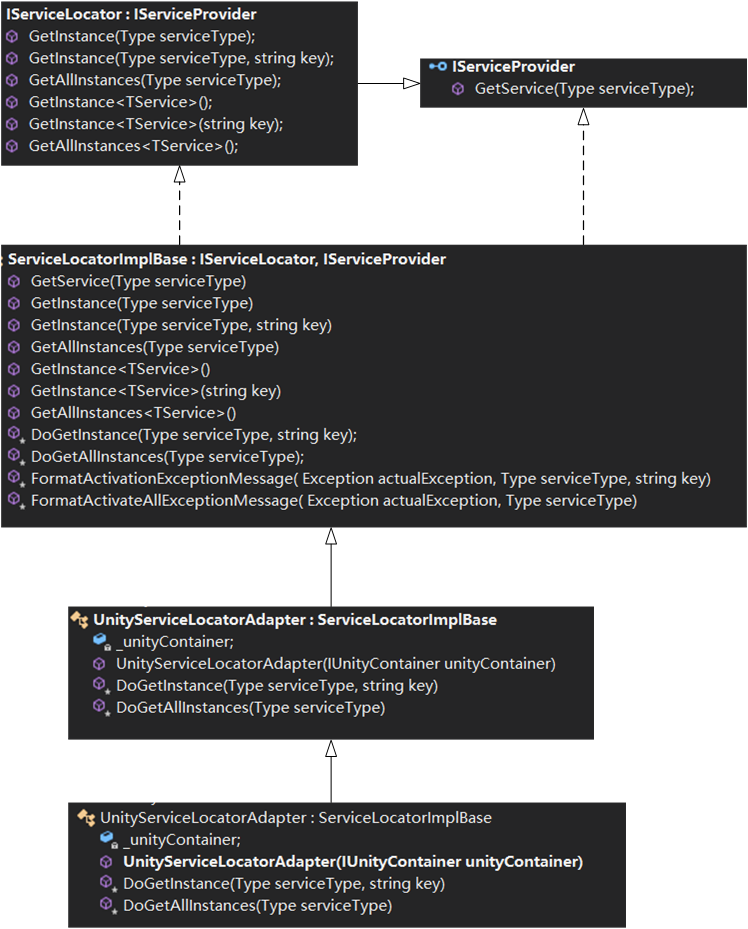 IServiceLocator : IServiceProvider
GetInstance(Type serviceType);
GetInstance(Type serviceType, string key);
GetAllInstances(Type serviceType);
GetInstance<TService>();
GetInstance<TService>(string key);
GetAllInstances<TService>();
IServiceProvider
GetService(Type serviceType);
ServiceLocatorImplBase : IServiceLocator, IServiceProvider
GetService(Type serviceType)
GetInstance(Type serviceType)
GetInstance(Type serviceType, string key)
GetAllInstances(Type serviceType)
GetInstance<TService>()
GetInstance<TService>(string key)
GetAllInstances<TService>()
DoGetInstance(Type serviceType, string key);
DoGetAllInstances(Type serviceType);
FormatActivationExceptionMessage( Exception actualException, Type serviceType, string key)
FormatActivateAllExceptionMessage( Exception actualException, Type serviceType)
UnityServiceLocatorAdapter : ServiceLocatorImplBase
_unityContainer;
UnityServiceLocatorAdapter(IUnityContainer unityContainer)
DoGetInstance(Type serviceType, string key)
DoGetAllInstances(Type serviceType)
UnityServiceLocatorAdapter : ServiceLocatorImplBase
_unityContainer;
UnityServiceLocatorAdapter(IUnityContainer unityContainer)
DoGetInstance(Type serviceType, string key)
DoGetAllInstances(Type serviceType)